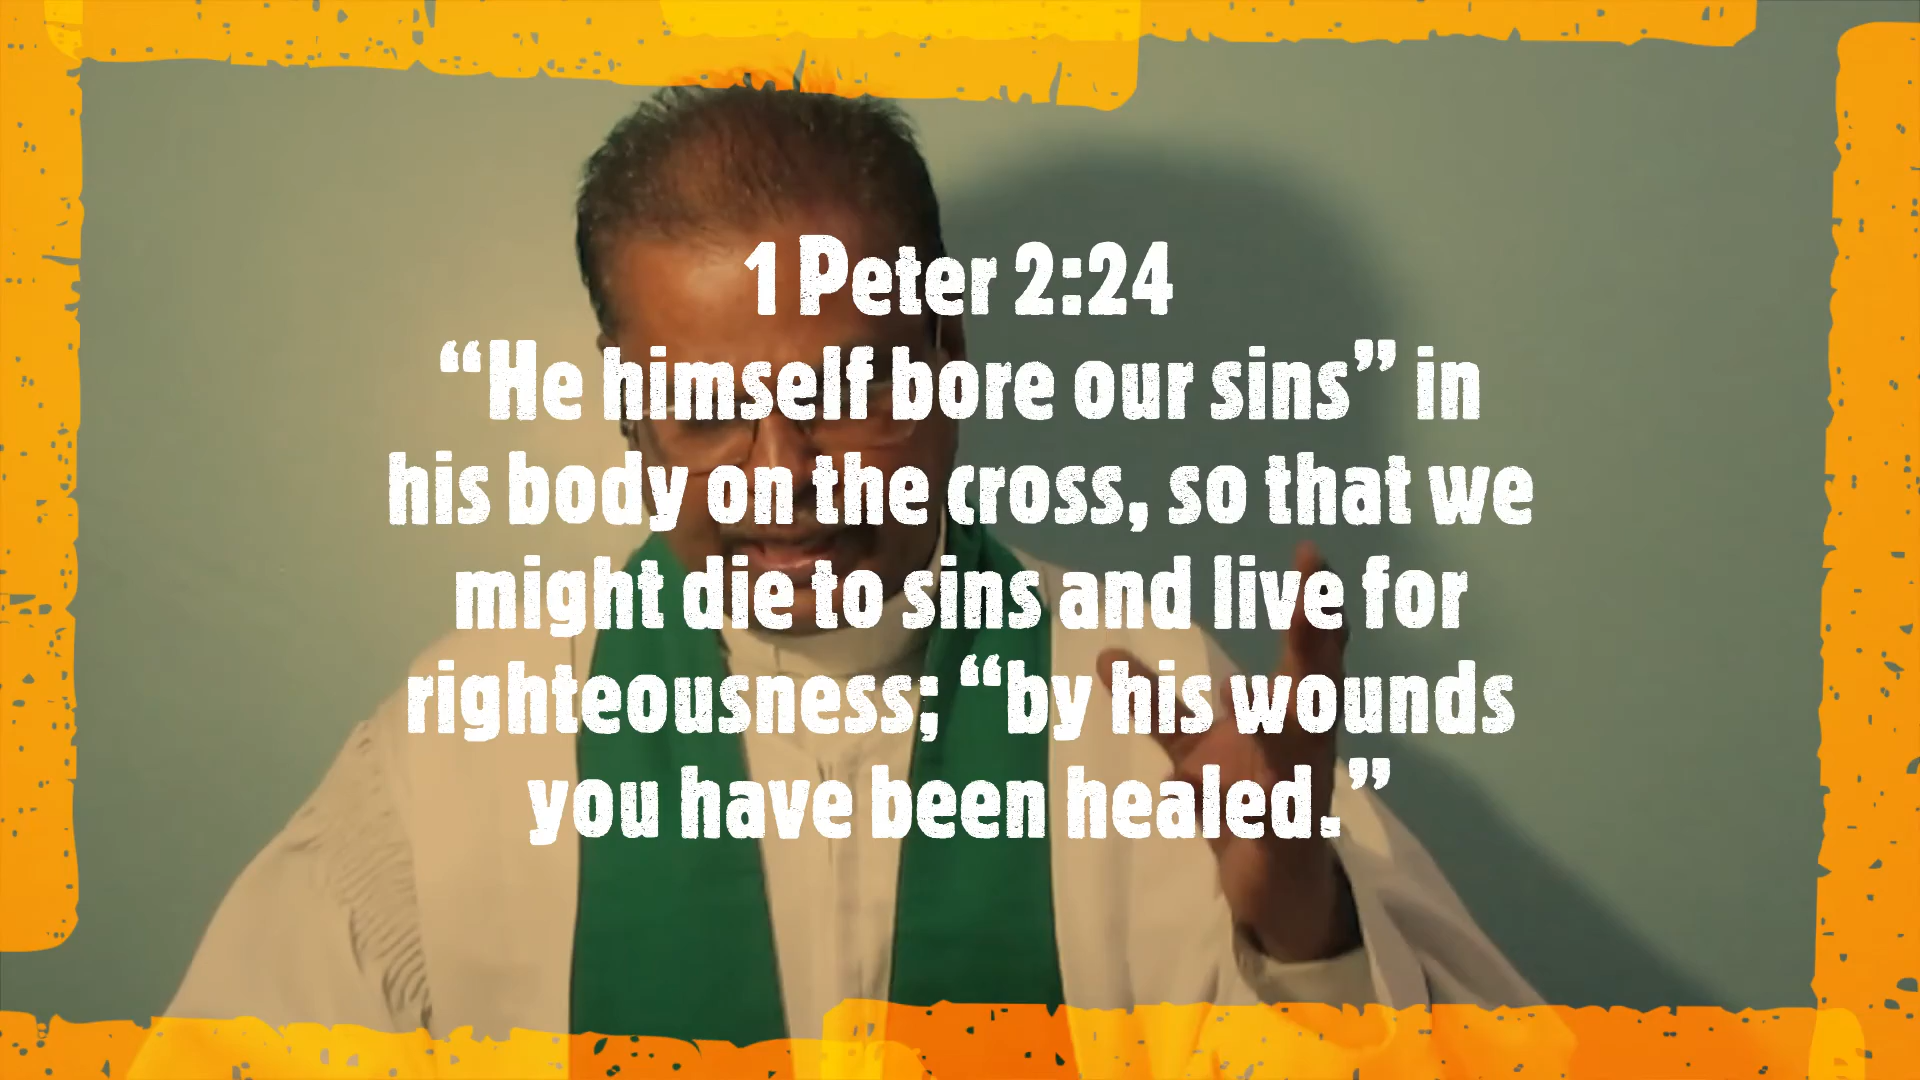 1 Peter 2:24
“He himself bore our sins” in
his body on the cross, so that we
might die to sins and live for
righteousness; “by his wounds
you have been healed.”